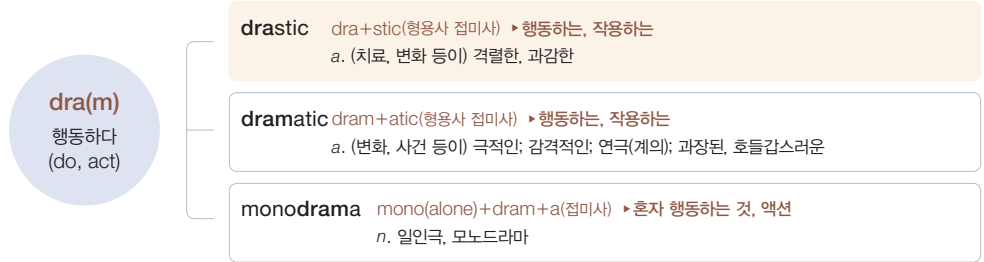 dra(m)
행동하다
(do, act)
drastic dra+stic(형용사 접미사) ▶행동하는, 작용하는
a. (치료, 변화 등이) 격렬한, 과감한
dramatic dram+atic(형용사 접미사) ▶행동하는, 작용하는
a. (변화, 사건 등이) 극적인; 감격적인; 연극(계의); 과장된, 호들갑스러운
monodrama mono(alone)+dram+a(접미사) ▶혼자 행동하는 것, 액션
n. 일인극, 모노드라마